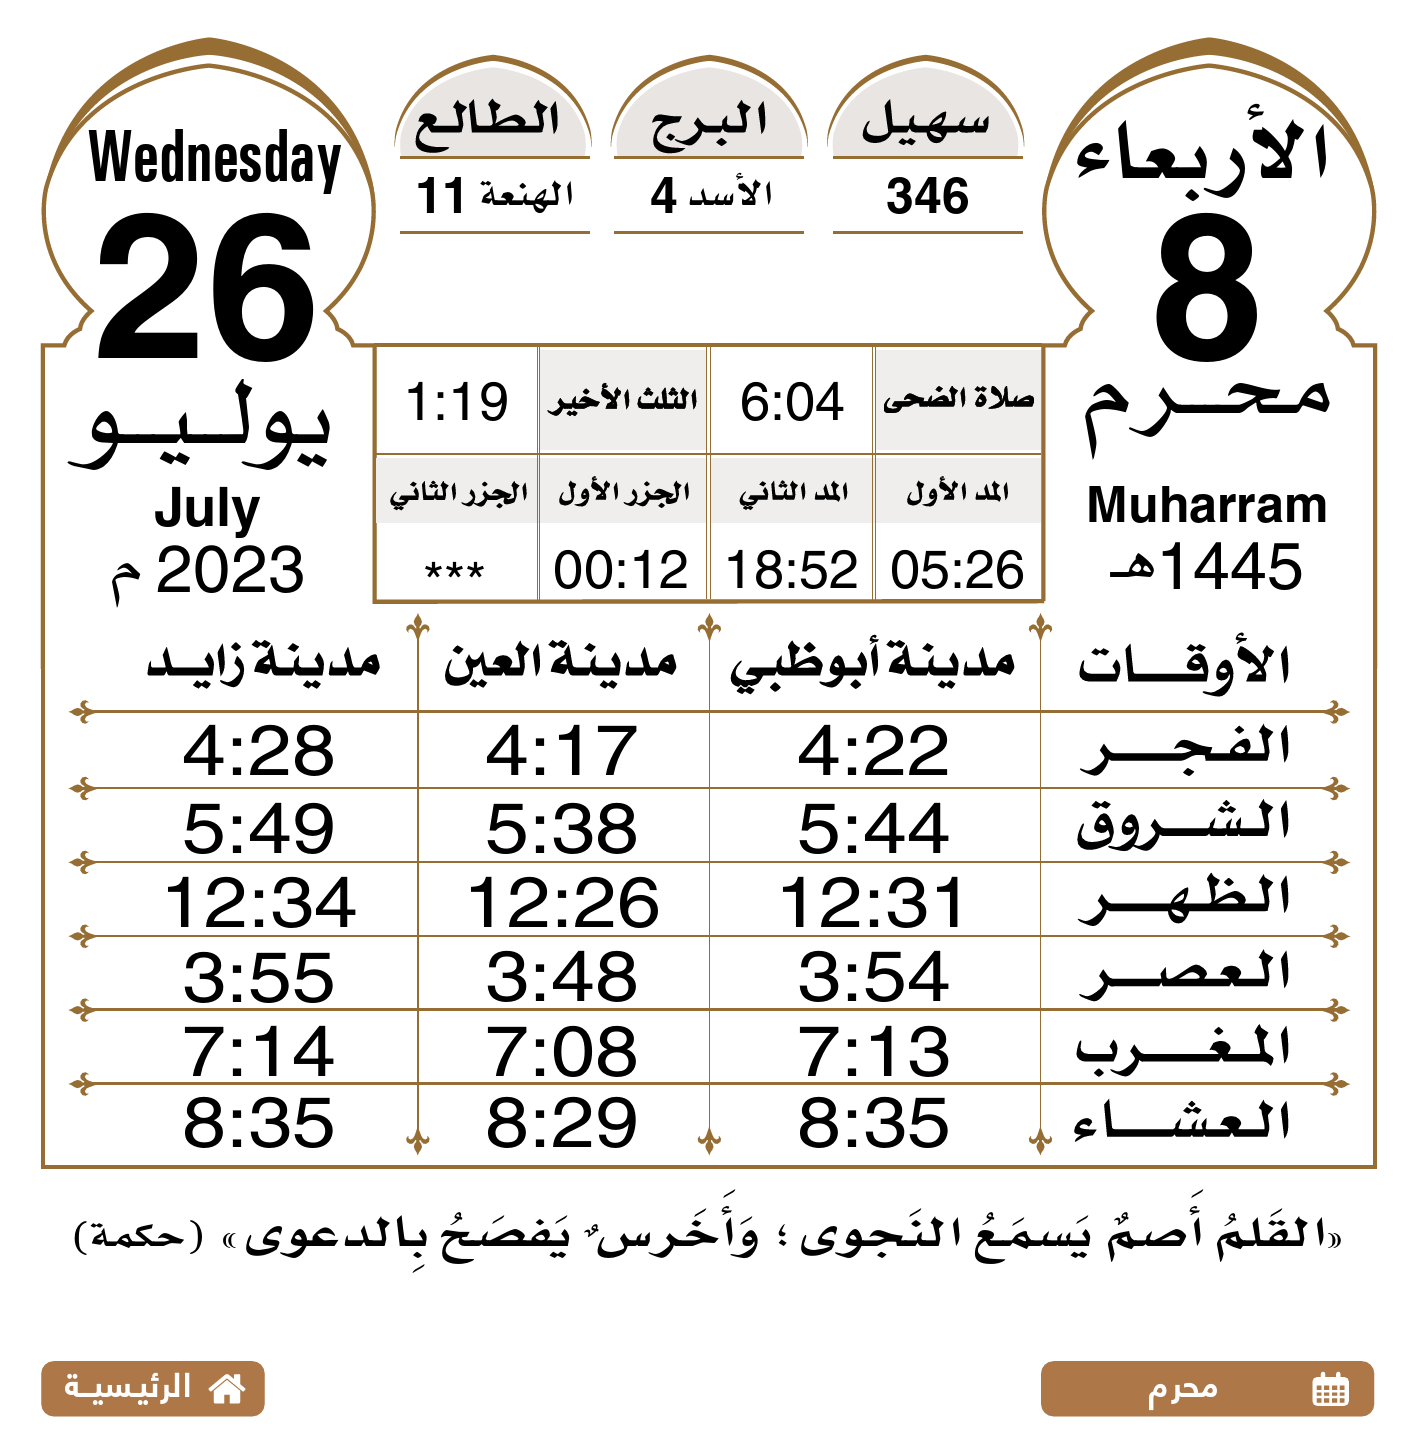 الأربعاء
8
محرم
Muharram
1445هـ
سهيل
346
البرج
الأسد 4
الطالع
الهنعة 11
Wednesday
26
يوليو
July
2023 م
صلاة الضحى 6:04 الثلث الأخير 1:19
المد الأول المد الثاني الجزر الأول الجزر الثاني
05:26 18:52 00:12 ***
الأوقات مدينة أبوظبي مدينة العين مدينة زايد
الفجر 4:22 4:17 4:28
الشروق 5:44 5:38 5:49
الظهر 12:31 12:26 12:34
العصر 3:54 3:48 3:55
المغرب 7:13 7:08 7:14
العشاء 8:35 8:29 8:35
«القَلمُ أَصمٌ يَسمَعُ النَجوى ؛ وَأَخَرسٌ يَفصَحُ بِالدعوى» (حكمة)
محرم
الرئيسية